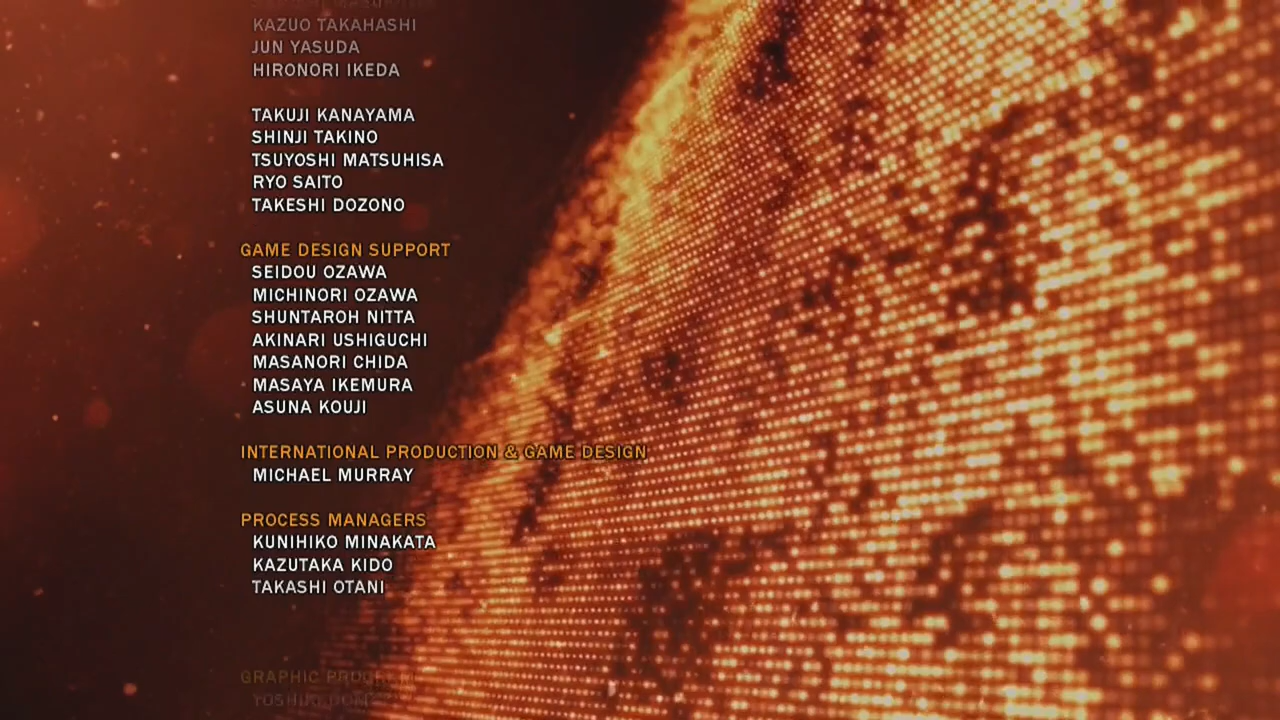 KAZUO TAKAHASHI
JUN YASUDA
HIRONORI IKEDA
TAKUJI KANAYAMA
SHINJI TAKINO
TSUYOSHI MATSUHISA
RYO SAITO
TAKESHI DOZONO
GAME DESIGN SUPPORT
SEIDOU OZAWA
MICHINORI OZAWA
SHUNTAROH NITTA
AKINARI USHIGUCHI
MASANORI CHIDA
MASAYA IKEMURA
ASUNA KOUJI
INTERNATIONAL PRODUCTION & GAME DESIGN
MICHAEL MURRAY
PROCESS MANAGERS
KUNIHIKO MINAKATA
KAZUTAKA KIDO
TAKASHI OTANI
GRAPHIC